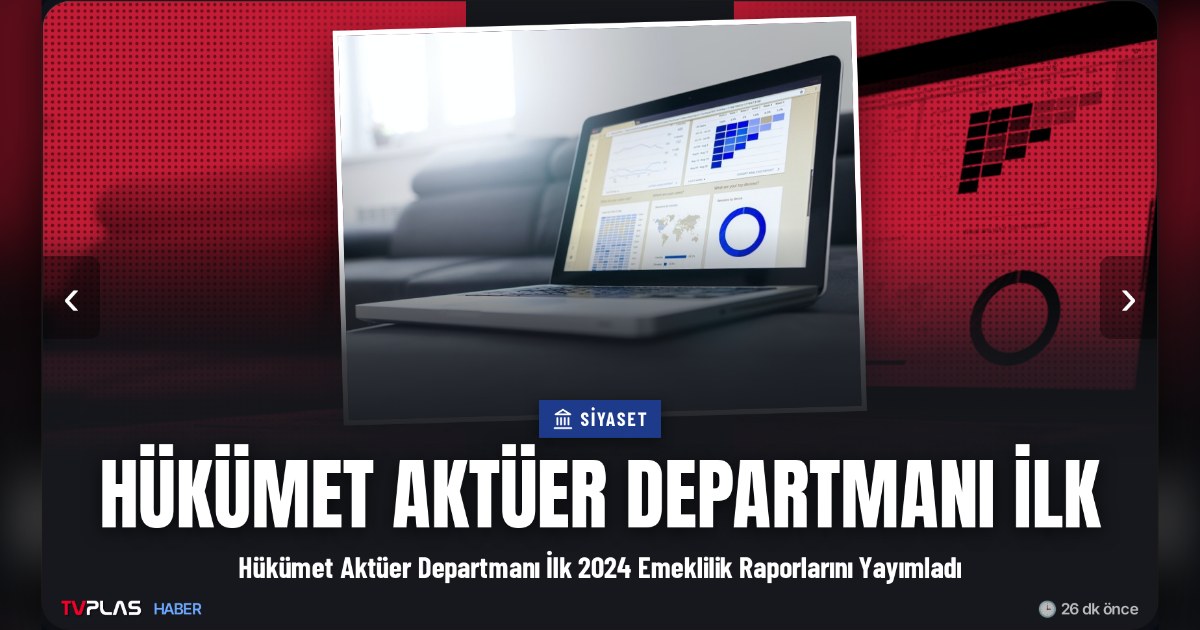 SİYASET
HÜKÜMET AKTÜER DEPARTMANI İLK
Hükümet Aktüer Departmanı İlk 2024 Emeklilik Raporlarını Yayımladı
TVPLAS HABER
26 dk önce